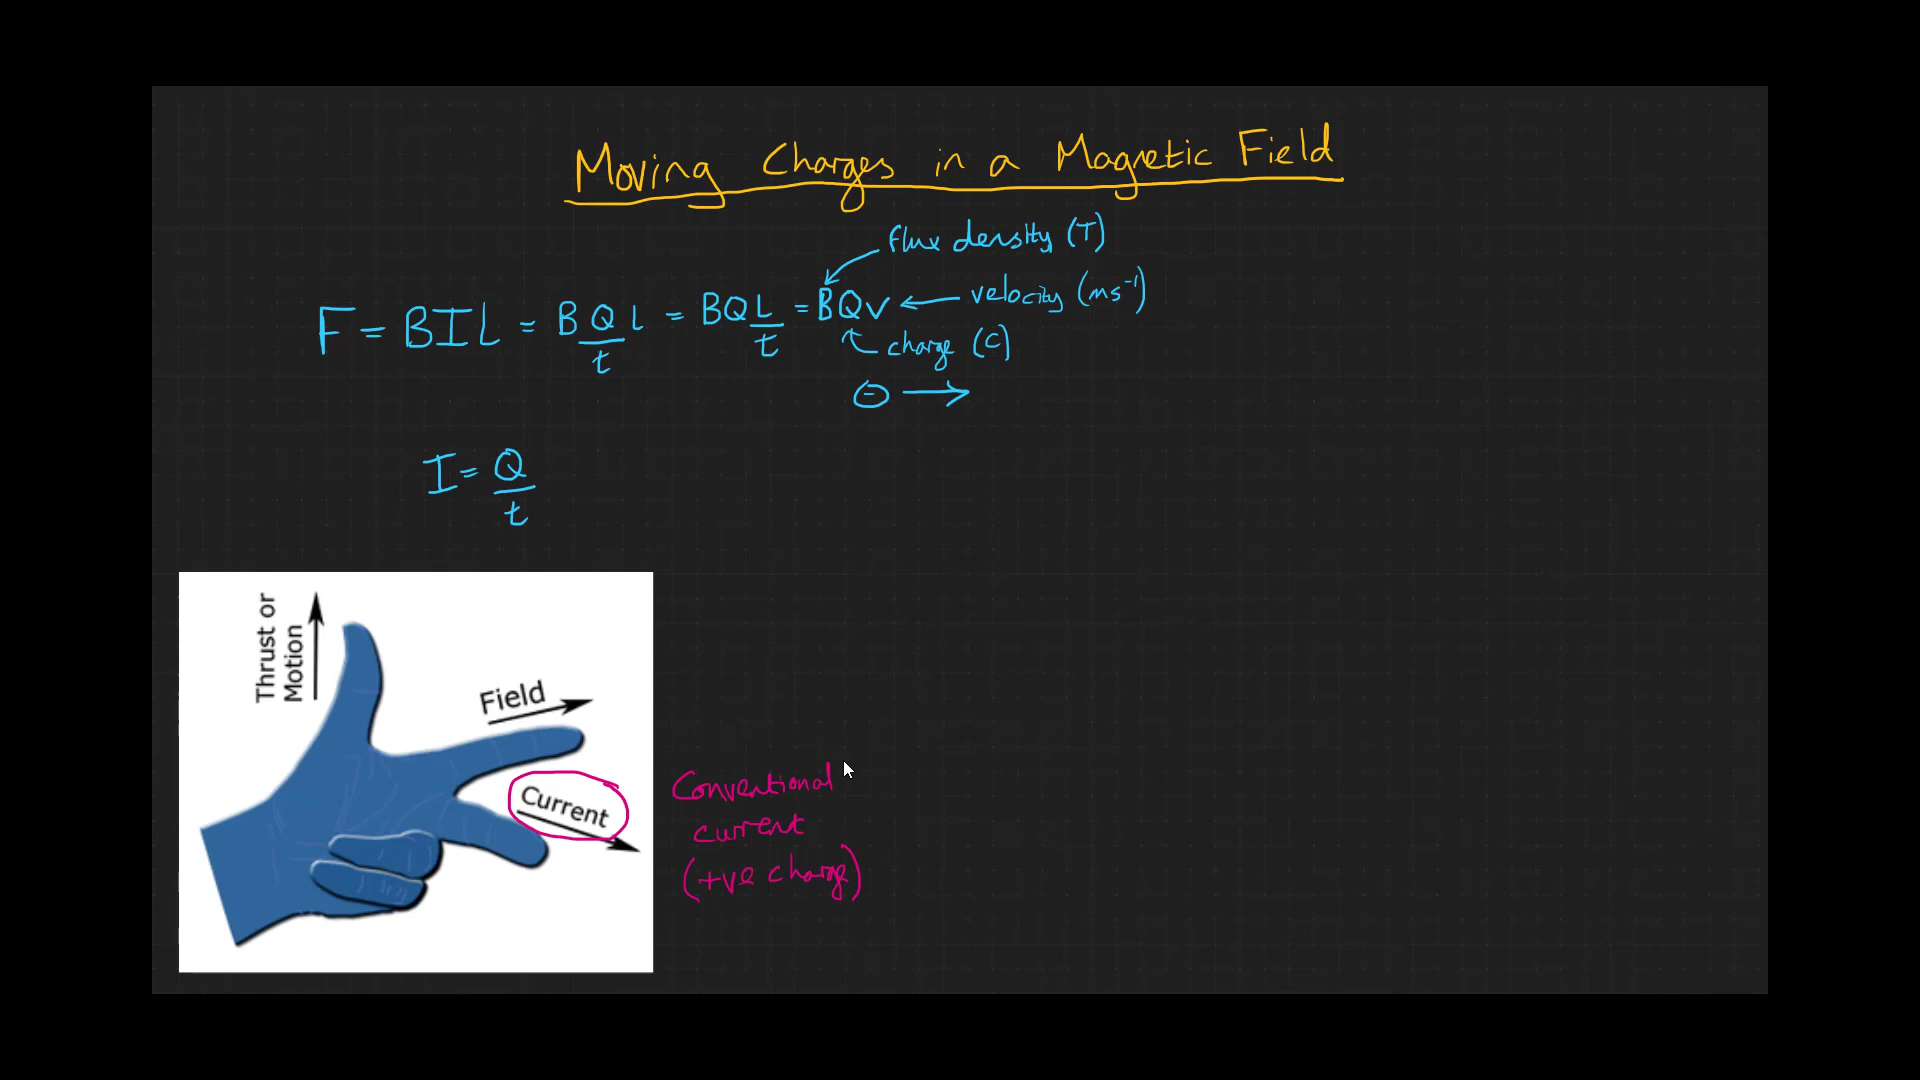 Moving Charges in a Magnetic Field
flux density (T)
F = BIL = B Q/t L = BQ L/t = BQv
velocity (ms⁻¹)
charge (C)
⊖ →
I = Q/t
Thrust or
Motion
Field
Current
Conventional
current
(+ve charge)